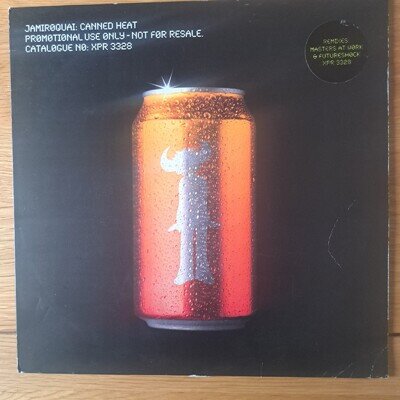 JAMIROQUAI: CANNED HEAT
PROMOTIONAL USE ONLY - NOT FOR RESALE.
CATALOGUE NO: XPR 3328
REMIXES
MASTERS AT WORK
& FUTURESHOCK
XPR 3328